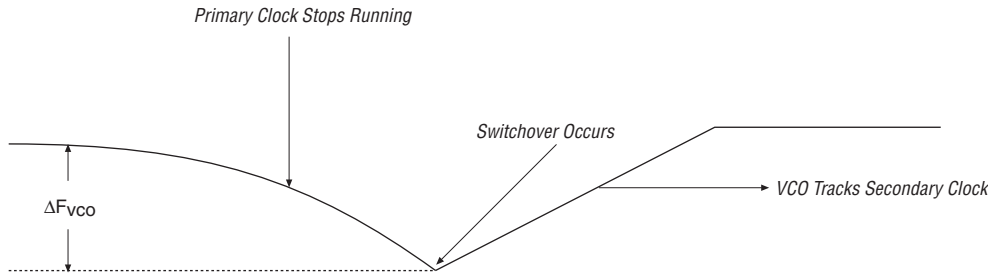 Primary Clock Stops Running
Switchover Occurs
VCO Tracks Secondary Clock
ΔFvco